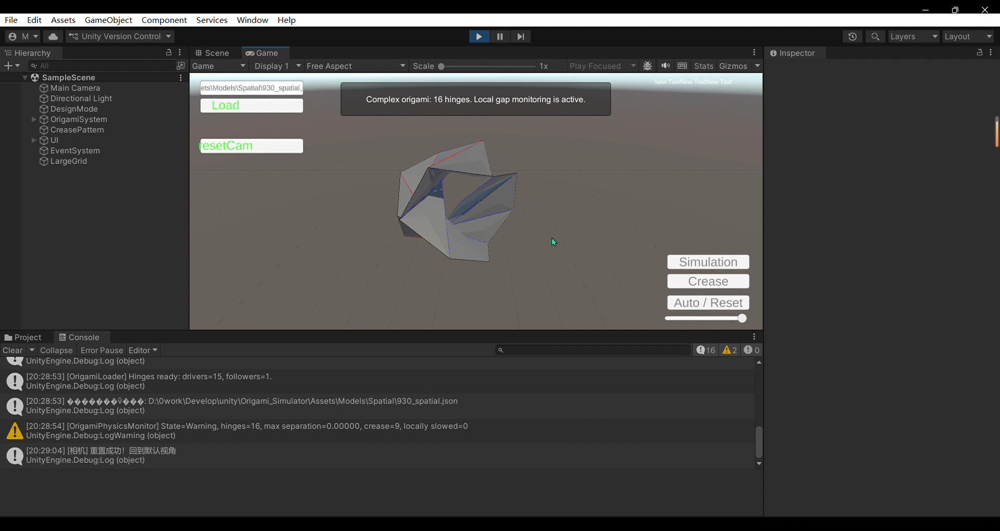 File Edit Assets GameObject Component Services Window Help
M Unity Version Control Layers Layout
Hierarchy Scene Game Inspector
All Game Display 1 Free Aspect Scale 1x Play Focused Stats Gizmos
SampleScene
Main Camera
Directional Light
DesignMode
OrigamiSystem
CreasePattern
UI
EventSystem
LargeGrid
ets\Models\Spatial\930_spatial.j
Load
resetCam
New TextNew TextNew Text
Complex origami: 16 hinges. Local gap monitoring is active.
Simulation
Crease
Auto / Reset
Project Console
Clear Collapse Error Pause Editor 16 2 0
UnityEngine.Debug:Log (object)
[20:28:53] [OrigamiLoader] Hinges ready: drivers=15, followers=1.
UnityEngine.Debug:Log (object)
[20:28:53] : D:\0work\Develop\unity\Origami_Simulator\Assets\Models\Spatial\930_spatial.json
UnityEngine.Debug:Log (object)
[20:28:54] [OrigamiPhysicsMonitor] State=Warning, hinges=16, max separation=0.00000, crease=9, locally slowed=0
UnityEngine.Debug:LogWarning (object)
[20:29:04] [相机] 重置成功！回到默认视角
UnityEngine.Debug:Log (object)